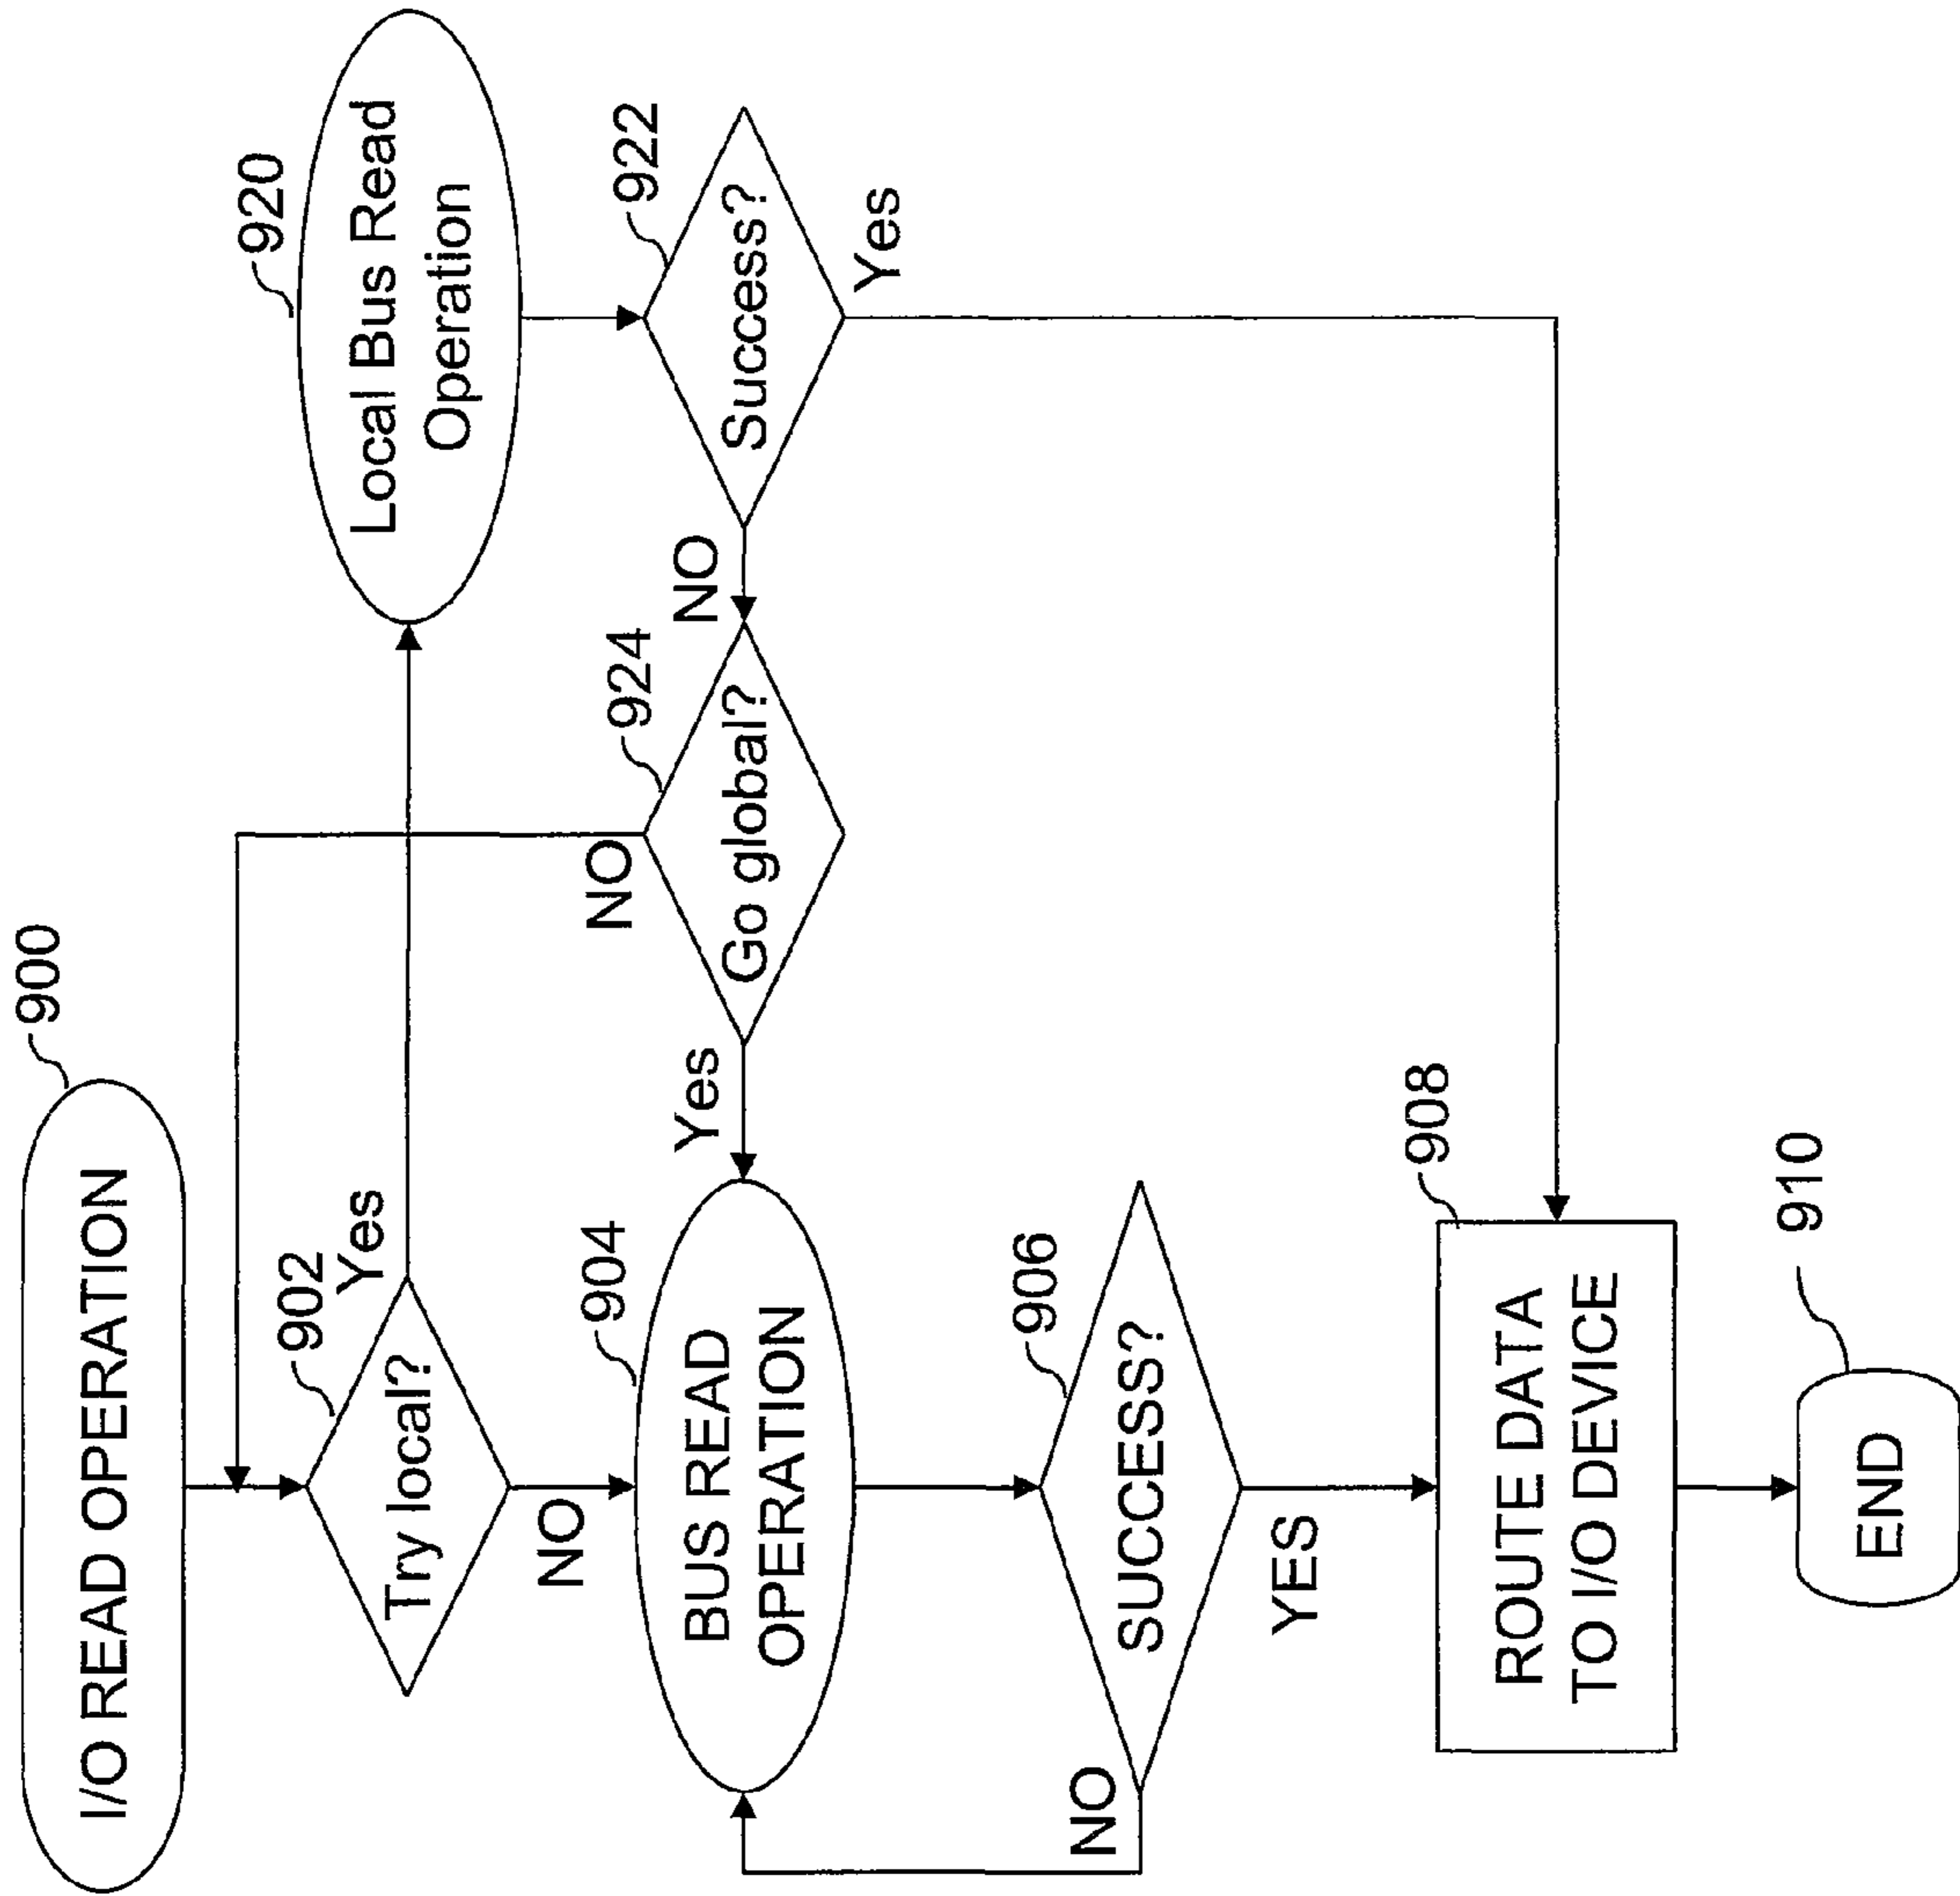 900
I/O READ OPERATION
902
Try local?
Yes
NO
904
BUS READ
OPERATION
906
SUCCESS?
NO
YES
908
ROUTE DATA
TO I/O DEVICE
910
END
920
Local Bus Read
Operation
922
Success?
Yes
NO
924
Go global?
NO
Yes